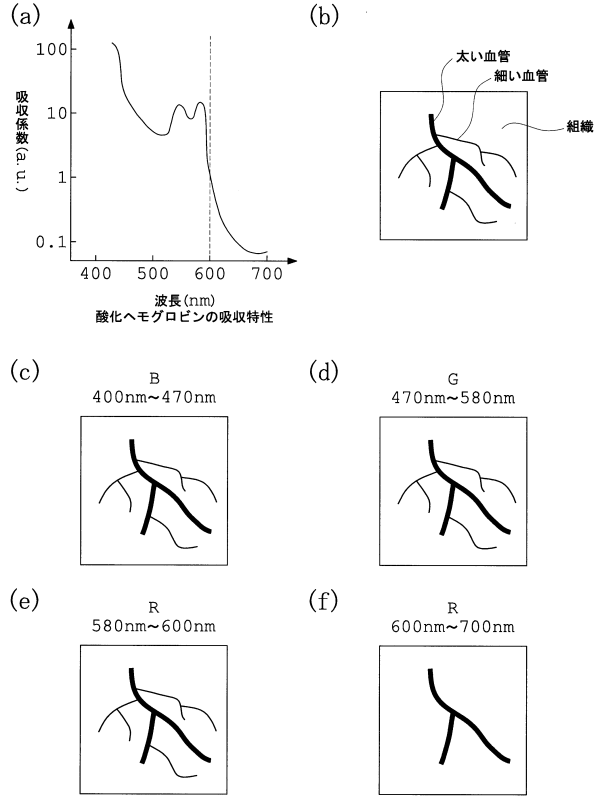 (a)
100
10
1
0.1
吸収係数(a.u.)
400 500 600 700
波長(nm)
酸化ヘモグロビンの吸収特性
(b)
太い血管
細い血管
組織
(c)
B
400nm~470nm
(d)
G
470nm~580nm
(e)
R
580nm~600nm
(f)
R
600nm~700nm